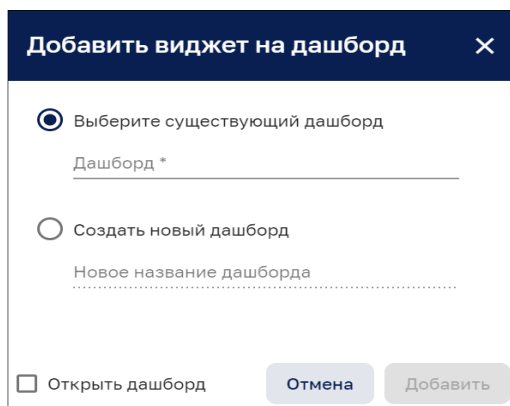 Добавить виджет на дашборд
Выберите существующий дашборд
Дашборд *
Создать новый дашборд
Новое название дашборда
Открыть дашборд Отмена Добавить